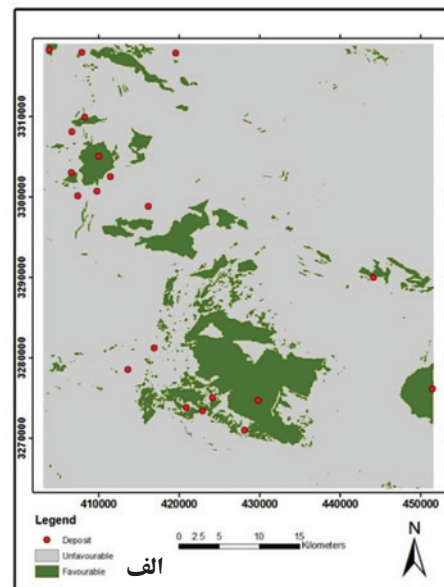 3310000
3300000
3290000
3280000
3270000
410000 420000 430000 440000 450000
Legend
Deposit
Unfavourable
Favourable
الف
0 2.5 5 10 15
Kilometers
N